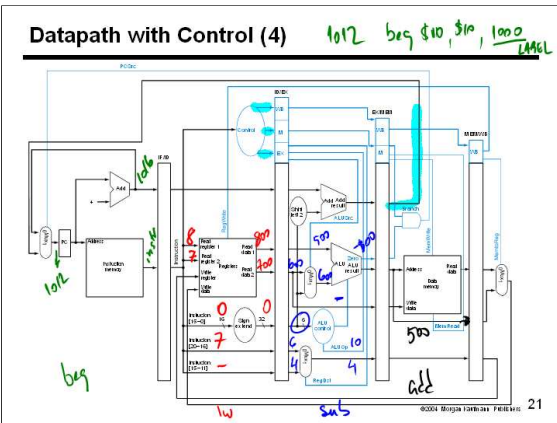 Datapath with Control (4)
1012 beq $10, $10, 1000
LABEL
PCSrc
ID/EX
WB
EX/MEM
Control
M
WB
MEM/WB
EX
M
WB
IF/ID
1016
Add
Add Add
result
Shift
left 2
ALUSrc
Branch
RegWrite
MemWrite
MemtoReg
PC
Address
Instruction
memory
Instruction
8
7
Read
register 1
Read
register 2
Registers
Write
register
Write
data
Read
data 1
Read
data 2
800
700
500
600
600
Zero
ALU ALU
result
Address
Data
memory
Read
data
Write
data
1012
0
0
Instruction
[15–0]
16
Sign
extend
32
6
ALU
control
MemRead
500
Instruction
[20–16]
7
6
ALUOp
10
Instruction
[15–11]
-
4
4
RegDst
beq
lw
sub
add
©2004 Morgan Kaufmann Publishers
21